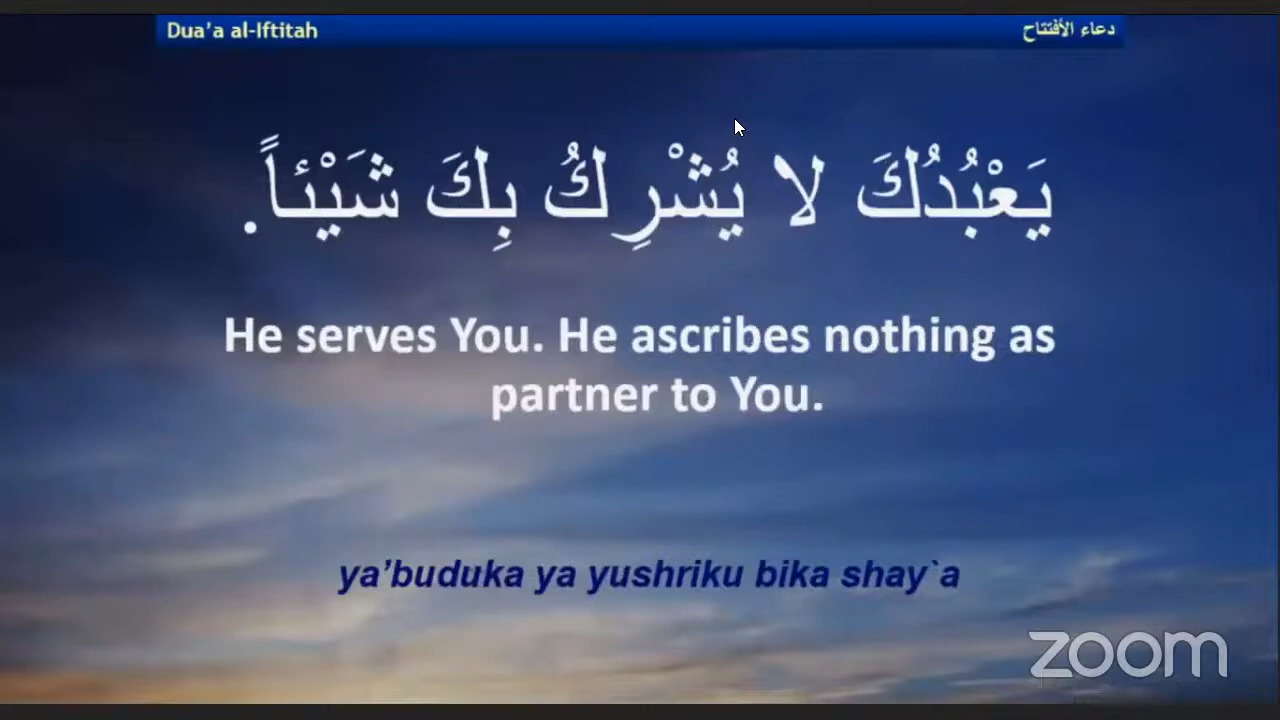 Dua’a al-Iftitah
دعاء الأفتتاح
يَعْبُدُكَ لا يُشْرِكُ بِكَ شَيْئاً.
He serves You. He ascribes nothing as
partner to You.
ya’buduka ya yushriku bika shay`a
zoom